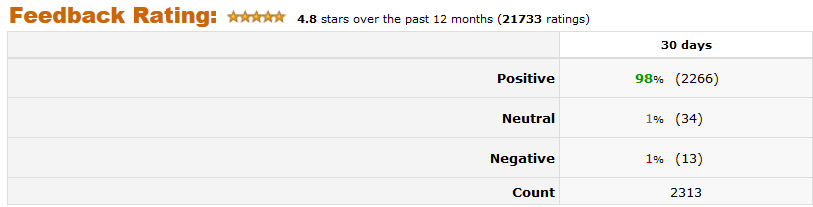 Feedback Rating: 4.8 stars over the past 12 months (21733 ratings)
30 days
Positive 98% (2266)
Neutral 1% (34)
Negative 1% (13)
Count 2313